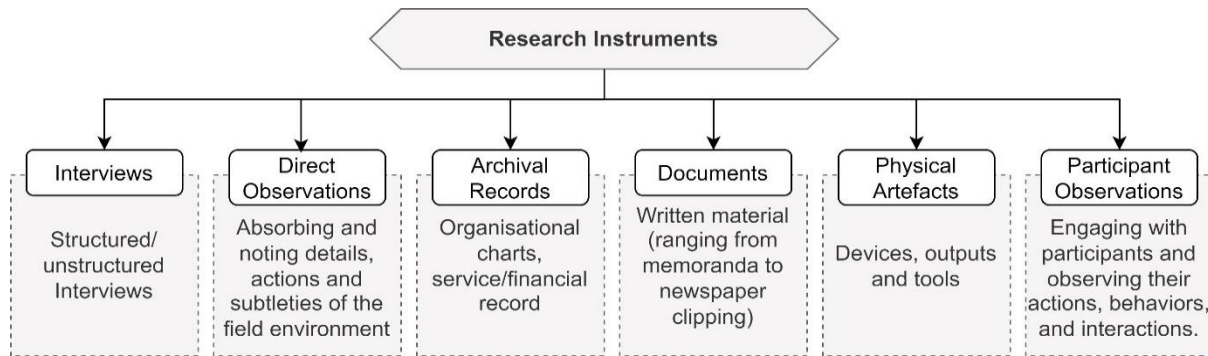 Research Instruments
Interviews
Structured/
unstructured
Interviews
Direct
Observations
Absorbing and
noting details,
actions and
subtleties of the
field environment
Archival
Records
Organisational
charts,
service/financial
record
Documents
Written material
(ranging from
memoranda to
newspaper
clipping)
Physical
Artefacts
Devices, outputs
and tools
Participant
Observations
Engaging with
participants and
observing their
actions, behaviors,
and interactions.